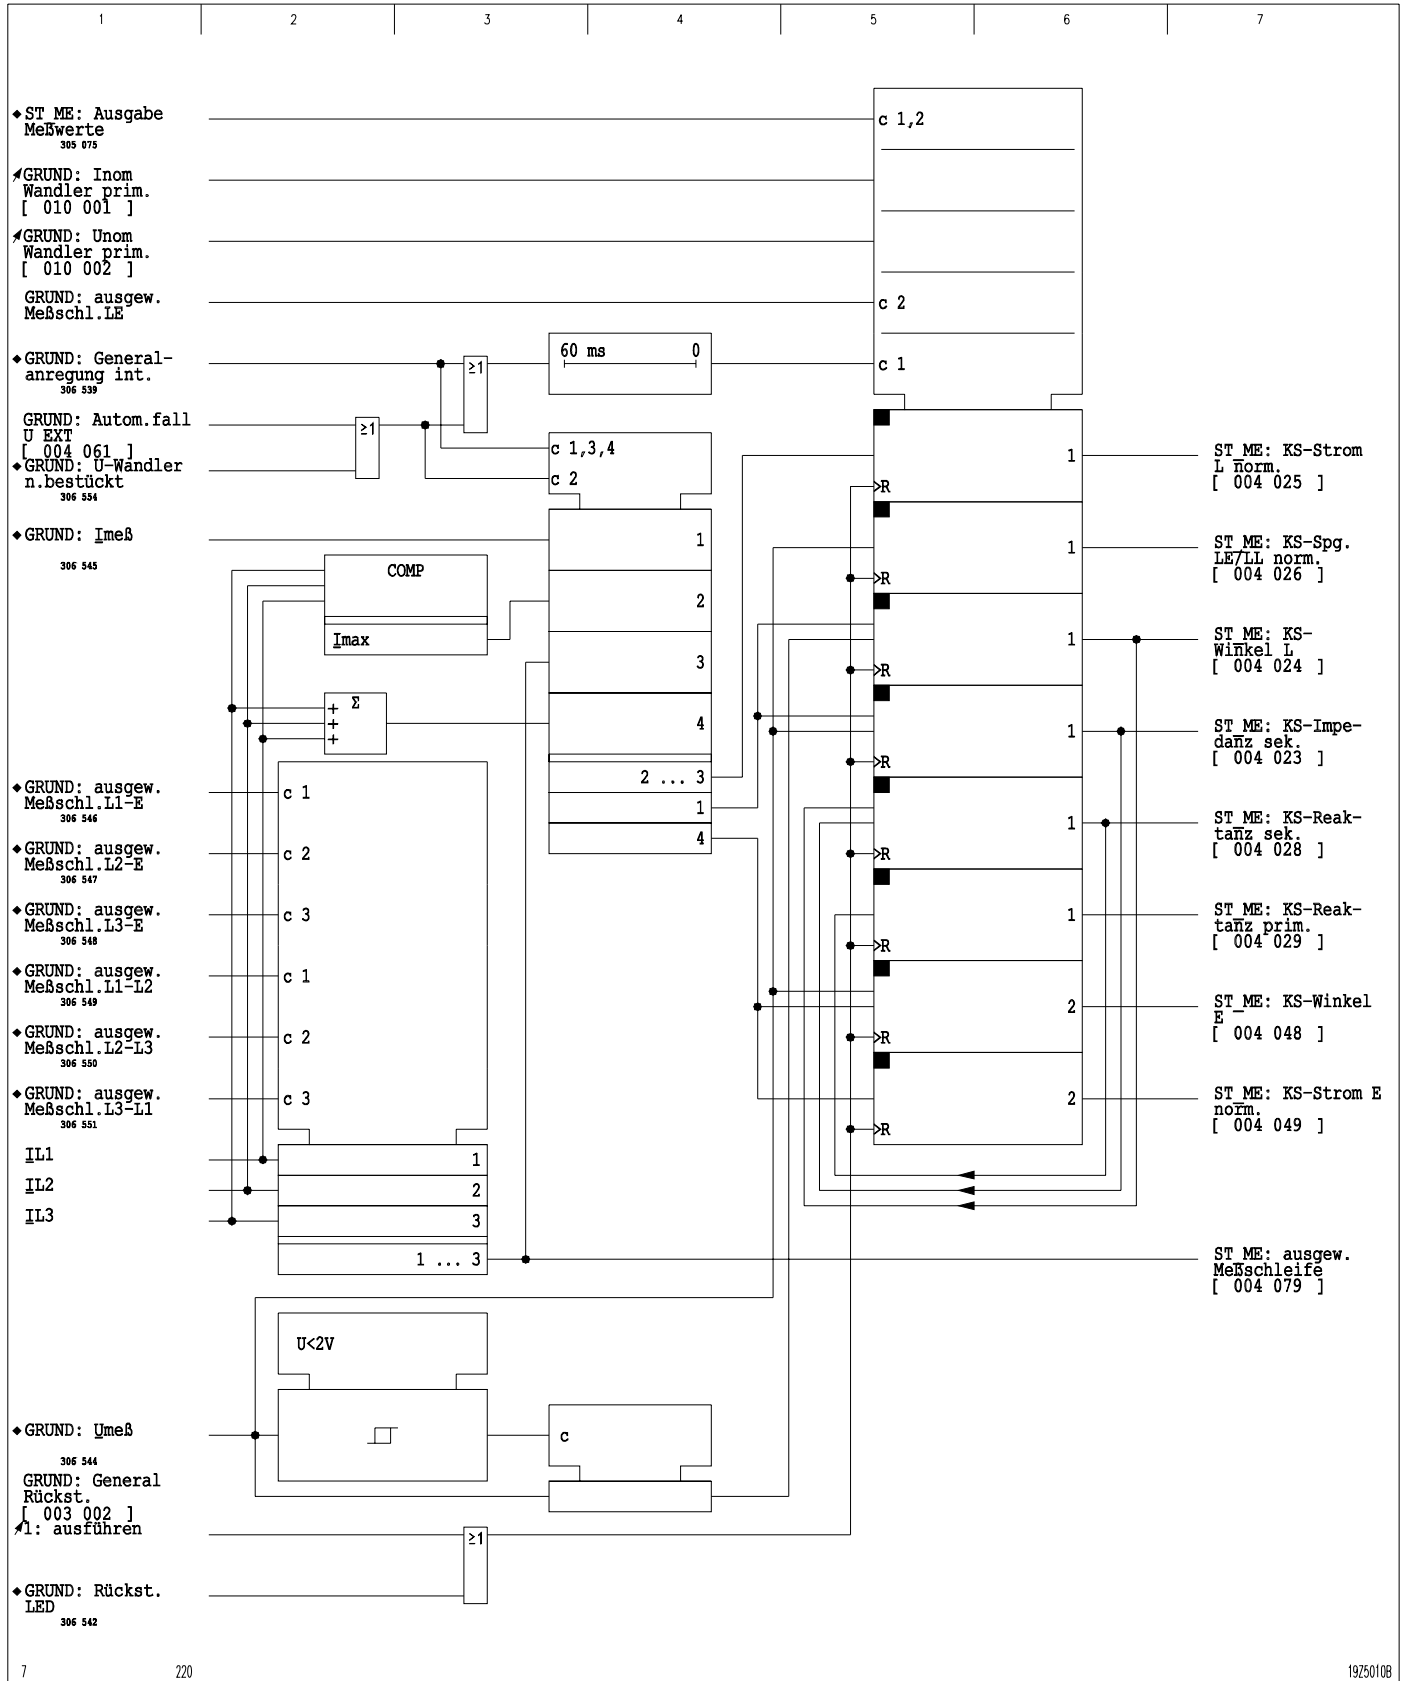 1 2 3 4 5 6 7
ST_ME: Ausgabe
Meßwerte
305 075
GRUND: Inom
Wandler prim.
[ 010 001 ]
GRUND: Unom
Wandler prim.
[ 010 002 ]
GRUND: ausgew.
Meßschl.LE
GRUND: General-
anregung int.
306 539
GRUND: Autom.fall
U EXT
[ 004 061 ]
GRUND: U-Wandler
n.bestückt
306 554
GRUND: Imeß
306 545
GRUND: ausgew.
Meßschl.L1-E
306 546
GRUND: ausgew.
Meßschl.L2-E
306 547
GRUND: ausgew.
Meßschl.L3-E
306 548
GRUND: ausgew.
Meßschl.L1-L2
306 549
GRUND: ausgew.
Meßschl.L2-L3
306 550
GRUND: ausgew.
Meßschl.L3-L1
306 551
IL1
IL2
IL3
GRUND: Umeß
306 544
GRUND: General
Rückst.
[ 003 002 ]
1: ausführen
GRUND: Rückst.
LED
306 542
≥1
≥1
60 ms 0
c 1,3,4
c 2
1
2
3
4
2 ... 3
1
4
COMP
Imax
Σ
+
+
+
c 1
c 2
c 3
c 1
c 2
c 3
1
2
3
1 ... 3
U<2V
c
≥1
c 1,2
c 2
c 1
1
R
1
R
1
R
1
R
1
R
1
R
2
R
2
R
ST_ME: KS-Strom
L norm.
[ 004 025 ]
ST_ME: KS-Spg.
LE/LL norm.
[ 004 026 ]
ST_ME: KS-
Winkel L
[ 004 024 ]
ST_ME: KS-Impe-
danz sek.
[ 004 023 ]
ST_ME: KS-Reak-
tanz sek.
[ 004 028 ]
ST_ME: KS-Reak-
tanz prim.
[ 004 029 ]
ST_ME: KS-Winkel
E
[ 004 048 ]
ST_ME: KS-Strom E
norm.
[ 004 049 ]
ST_ME: ausgew.
Meßschleife
[ 004 079 ]
7 220 19Z5010B